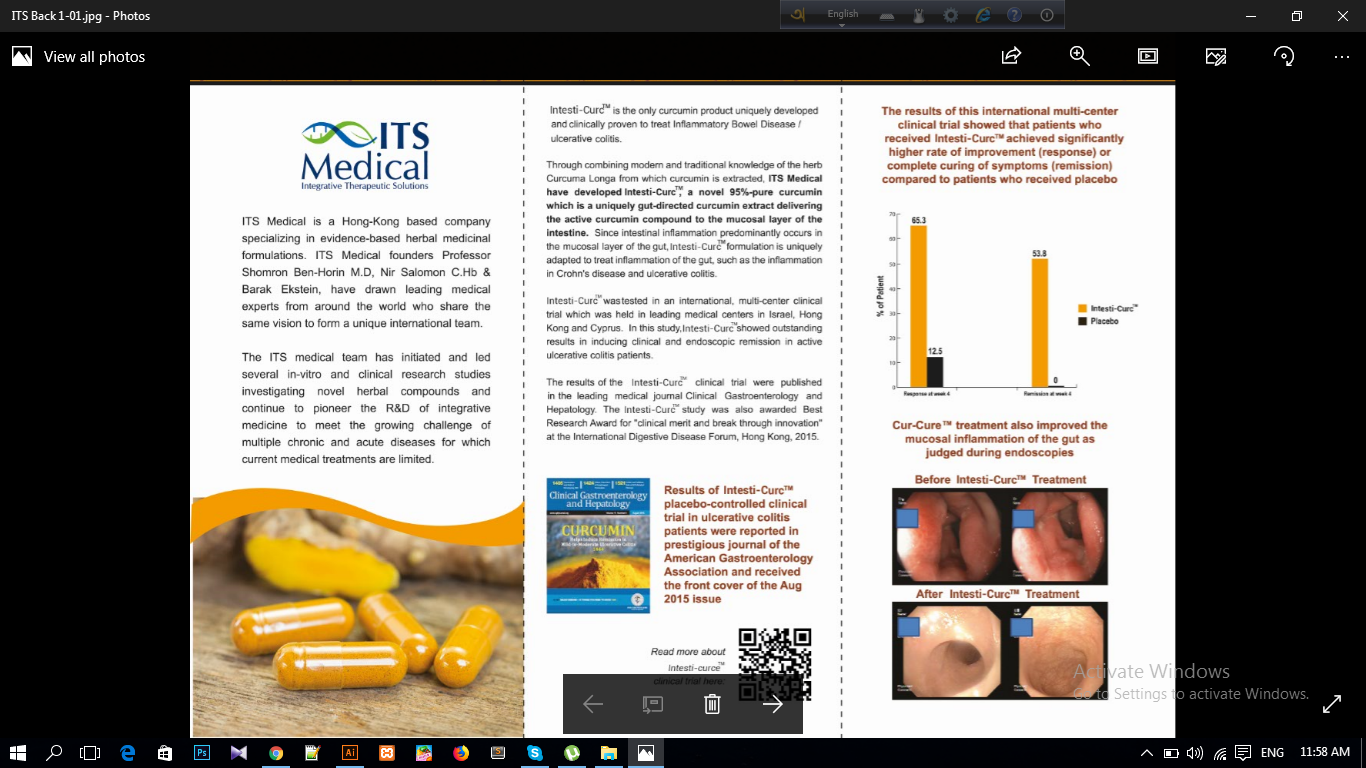 ITS Back 1-01.jpg - Photos
English
View all photos
ITS
Medical
Integrative Therapeutic Solutions
ITS Medical is a Hong-Kong based company
specializing in evidence-based herbal medicinal
formulations. ITS Medical founders Professor
Shomron Ben-Horin M.D, Nir Salomon C.Hb &
Barak Ekstein, have drawn leading medical
experts from around the world who share the
same vision to form a unique international team.
The ITS medical team has initiated and led
several in-vitro and clinical research studies
investigating novel herbal compounds and
continue to pioneer the R&D of integrative
medicine to meet the growing challenge of
multiple chronic and acute diseases for which
current medical treatments are limited.
Intesti-Curc™ is the only curcumin product uniquely developed
and clinically proven to treat Inflammatory Bowel Disease /
ulcerative colitis.
Through combining modern and traditional knowledge of the herb
Curcuma Longa from which curcumin is extracted, ITS Medical
have developed Intesti-Curc™, a novel 95%-pure curcumin
which is a uniquely gut-directed curcumin extract delivering
the active curcumin compound to the mucosal layer of the
intestine. Since intestinal inflammation predominantly occurs in
the mucosal layer of the gut, Intesti-Curc™ formulation is uniquely
adapted to treat inflammation of the gut, such as the inflammation
in Crohn's disease and ulcerative colitis.
Intesti-Curc™ was tested in an international, multi-center clinical
trial which was held in leading medical centers in Israel, Hong
Kong and Cyprus. In this study, Intesti-Curc™ showed outstanding
results in inducing clinical and endoscopic remission in active
ulcerative colitis patients.
The results of the Intesti-Curc™ clinical trial were published
in the leading medical journal Clinical Gastroenterology and
Hepatology. The Intesti-Curc™ study was also awarded Best
Research Award for "clinical merit and break through innovation"
at the International Digestive Disease Forum, Hong Kong, 2015.
Clinical Gastroenterology
and Hepatology
CURCUMIN
Results of Intesti-Curc™
placebo-controlled clinical
trial in ulcerative colitis
patients were reported in
prestigious journal of the
American Gastroenterology
Association and received
the front cover of the Aug
2015 issue
Read more about
Intesti-curce™
clinical trial here:
The results of this international multi-center
clinical trial showed that patients who
received Intesti-Curc™ achieved significantly
higher rate of improvement (response) or
complete curing of symptoms (remission)
compared to patients who received placebo
% of Patient
70
60
50
40
30
20
10
0
65.3
12.5
53.8
0
Response at week 4
Remission at week 4
Intesti-Curc™
Placebo
Cur-Cure™ treatment also improved the
mucosal inflammation of the gut as
judged during endoscopies
Before Intesti-Curc™ Treatment
After Intesti-Curc™ Treatment
Activate Windows
Go to Settings to activate Windows.
ENG
11:58 AM